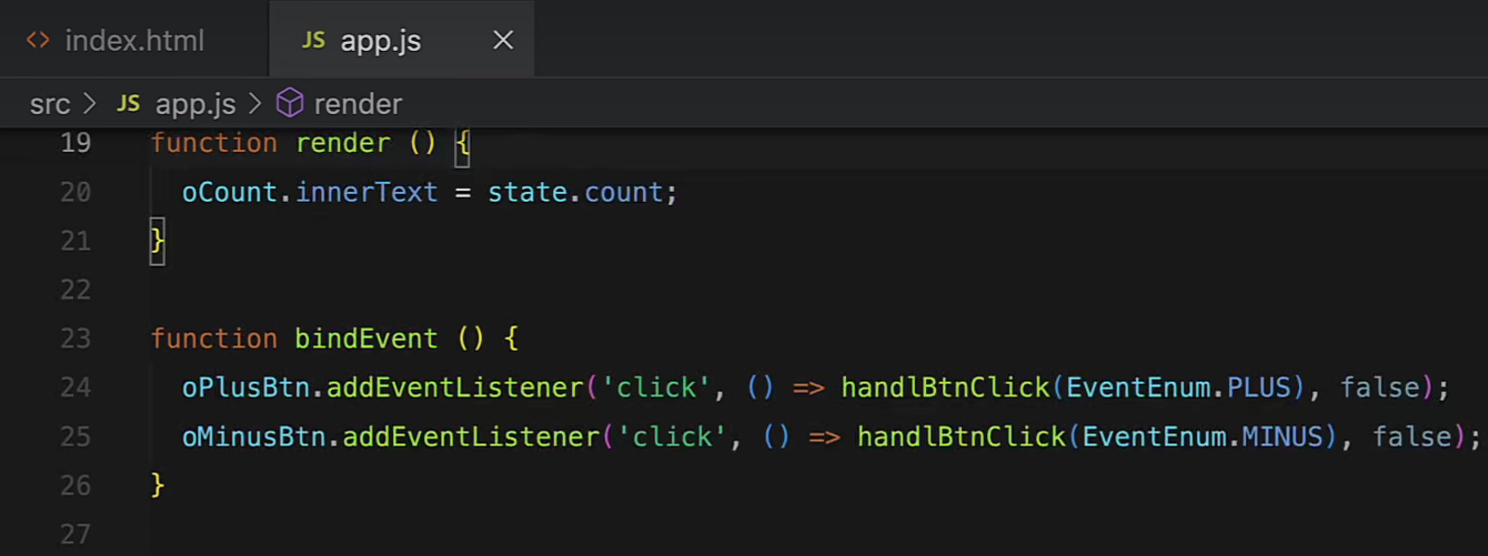 index.html
JS app.js ×
src > JS app.js > render
19 function render () {
20   oCount.innerText = state.count;
21 }
22
23 function bindEvent () {
24   oPlusBtn.addEventListener('click', () => handlBtnClick(EventEnum.PLUS), false);
25   oMinusBtn.addEventListener('click', () => handlBtnClick(EventEnum.MINUS), false);
26 }
27